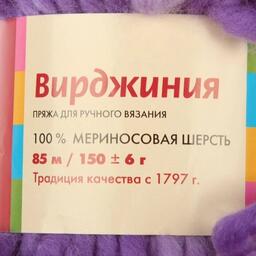 Вирджиния
ПРЯЖА ДЛЯ РУЧНОГО ВЯЗАНИЯ
100 % МЕРИНОСОВАЯ ШЕРСТЬ
85 м / 150 ± 6 г
Традиция качества с 1797 г.